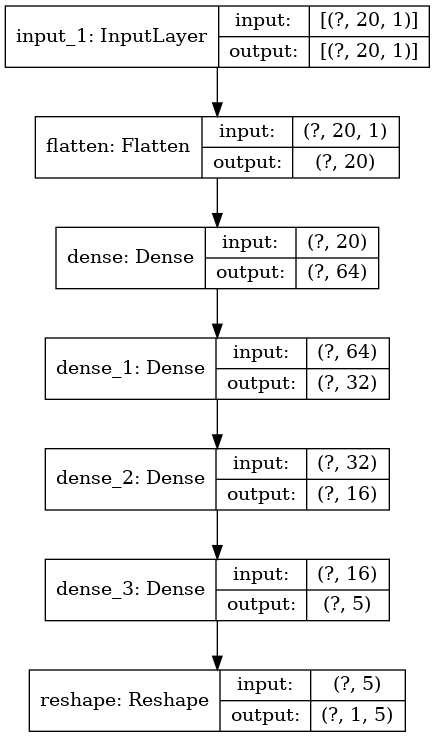 input_1: InputLayer
input: [(?, 20, 1)]
output: [(?, 20, 1)]
flatten: Flatten
input: (?, 20, 1)
output: (?, 20)
dense: Dense
input: (?, 20)
output: (?, 64)
dense_1: Dense
input: (?, 64)
output: (?, 32)
dense_2: Dense
input: (?, 32)
output: (?, 16)
dense_3: Dense
input: (?, 16)
output: (?, 5)
reshape: Reshape
input: (?, 5)
output: (?, 1, 5)